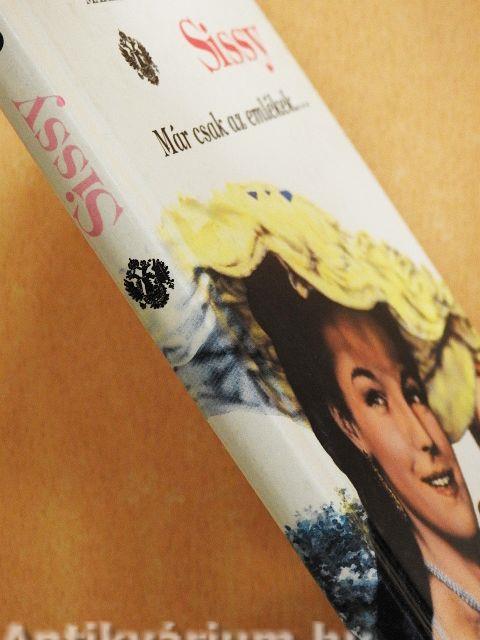 Sissy
Már csak az emlékek....
Sissy
Antikvárium.hu